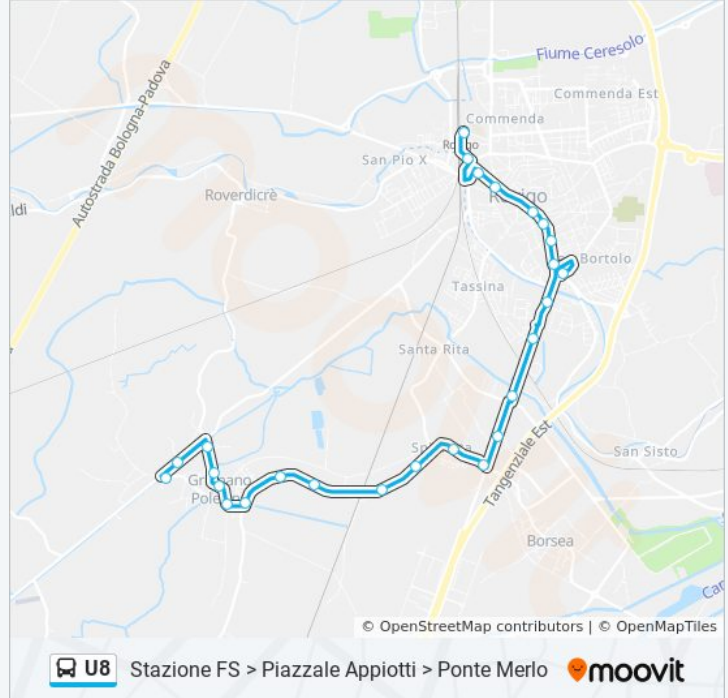 Fiume Ceresolo
Commenda Est
Commenda
San Pio X
Autostrada Bologna-Padova
Roverdicrè
ldi
Bortolo
Tassina
Santa Rita
San Sisto
Tangenziale Est
Borsea
© OpenStreetMap contributors | © OpenMapTiles
U8 Stazione FS > Piazzale Appiotti > Ponte Merlo moovit